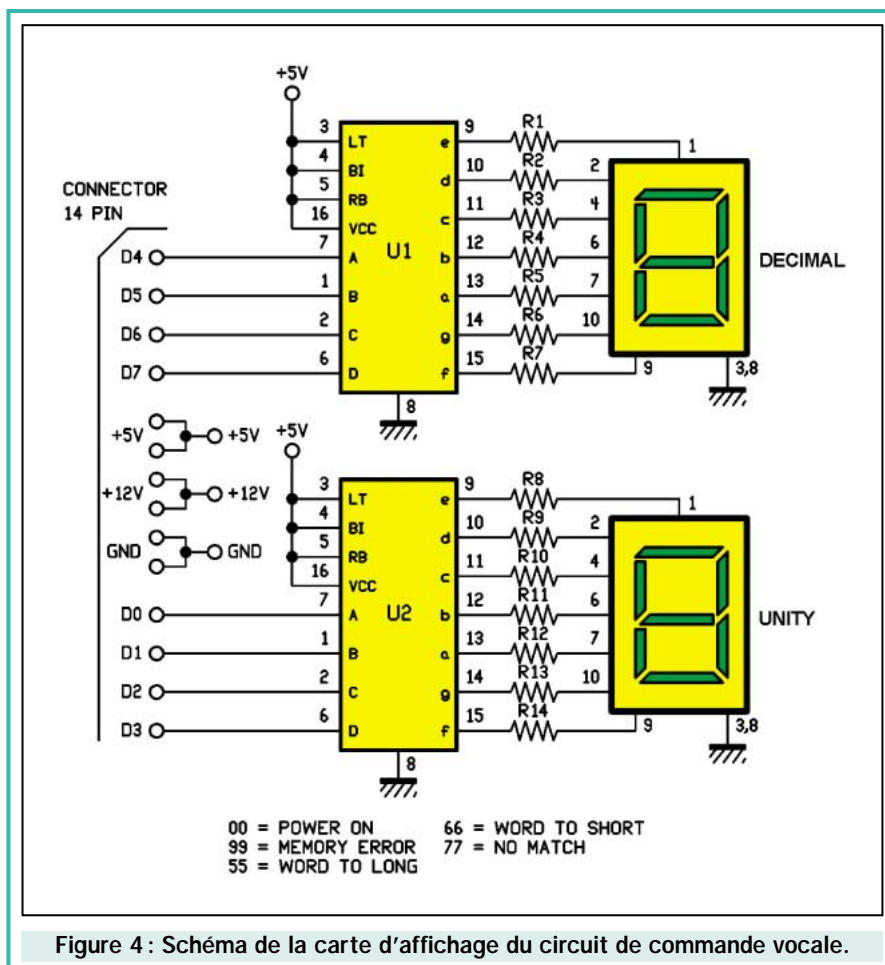 +5V
CONNECTOR
14 PIN
D4
D5
D6
D7
3 LT
4 BI
5 RB
16 VCC
7 A
1 B
2 C
6 D
U1
8
e 9 R1 1
d 10 R2 2
c 11 R3 4
b 12 R4 6
a 13 R5 7
g 14 R6 10
f 15 R7 9
3,8
DECIMAL
+5V +5V
+12V +12V
GND GND
+5V
D0
D1
D2
D3
3 LT
4 BI
5 RB
16 VCC
7 A
1 B
2 C
6 D
U2
8
e 9 R8 1
d 10 R9 2
c 11 R10 4
b 12 R11 6
a 13 R12 7
g 14 R13 10
f 15 R14 9
3,8
UNITY
00 = POWER ON 66 = WORD TO SHORT
99 = MEMORY ERROR 77 = NO MATCH
55 = WORD TO LONG
Figure 4 : Schéma de la carte d'affichage du circuit de commande vocale.